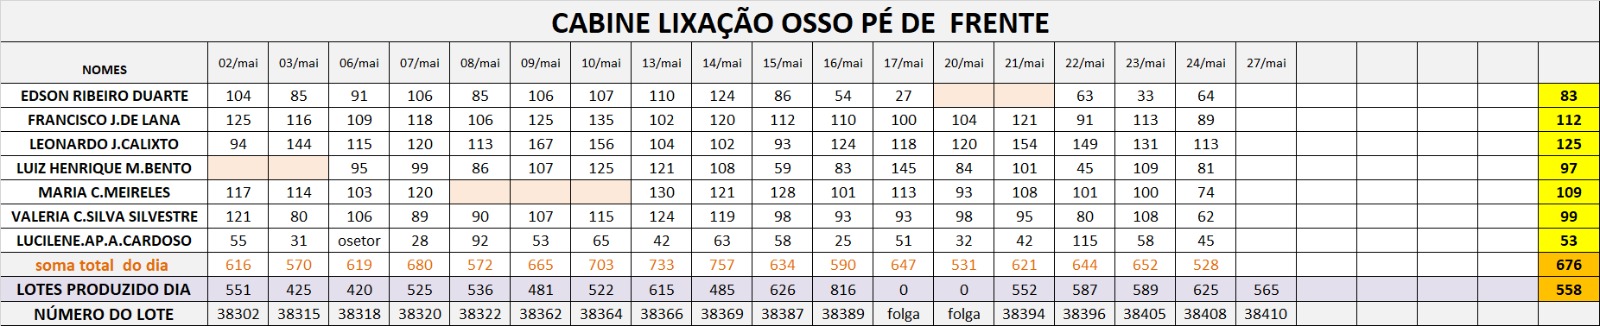 CABINE LIXAÇÃO OSSO PÉ DE FRENTE
NOMES 02/mai 03/mai 06/mai 07/mai 08/mai 09/mai 10/mai 13/mai 14/mai 15/mai 16/mai 17/mai 20/mai 21/mai 22/mai 23/mai 24/mai 27/mai
EDSON RIBEIRO DUARTE 104 85 91 106 85 106 107 110 124 86 54 27 63 33 64 83
FRANCISCO J.DE LANA 125 116 109 118 106 125 135 102 120 112 110 100 104 121 91 113 89 112
LEONARDO J.CALIXTO 94 144 115 120 113 167 156 104 102 93 124 118 120 154 149 131 113 125
LUIZ HENRIQUE M.BENTO 95 99 86 107 125 121 108 59 83 145 84 101 45 109 81 97
MARIA C.MEIRELES 117 114 103 120 130 121 128 101 113 93 108 101 100 74 109
VALERIA C.SILVA SILVESTRE 121 80 106 89 90 107 115 124 119 98 93 93 98 95 80 108 62 99
LUCILENE.AP.A.CARDOSO 55 31 osetor 28 92 53 65 42 63 58 25 51 32 42 115 58 45 53
soma total do dia 616 570 619 680 572 665 703 733 757 634 590 647 531 621 644 652 528 676
LOTES PRODUZIDO DIA 551 425 420 525 536 481 522 615 485 626 816 0 0 552 587 589 625 565 558
NÚMERO DO LOTE 38302 38315 38318 38320 38322 38362 38364 38366 38369 38387 38389 folga folga 38394 38396 38405 38408 38410